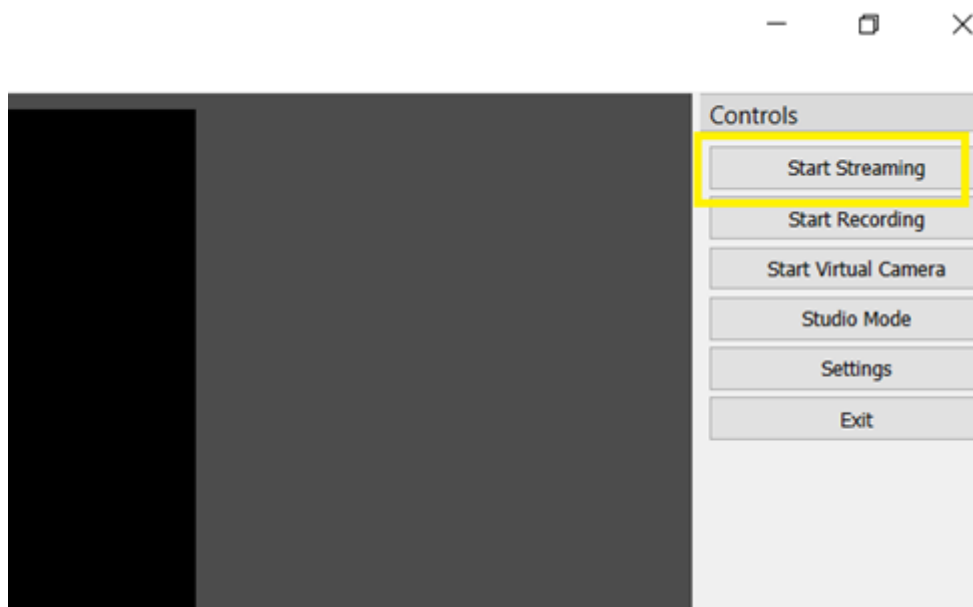 Controls
Start Streaming
Start Recording
Start Virtual Camera
Studio Mode
Settings
Exit